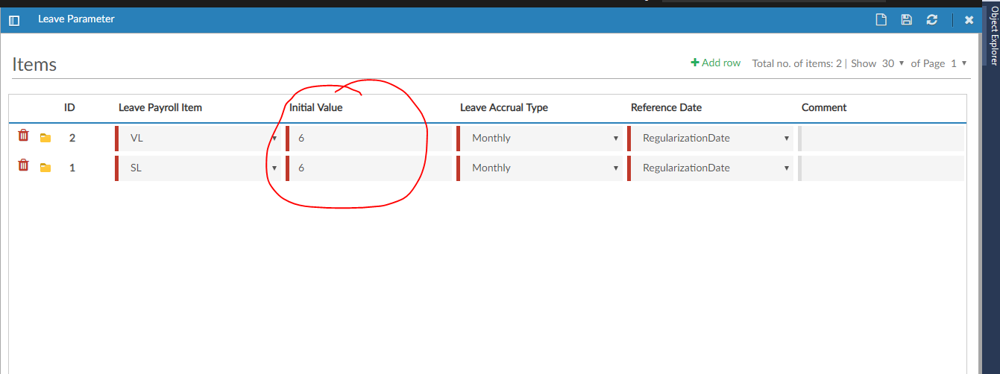 Leave Parameter
Object Explorer
Items
Add row Total no. of items: 2 | Show 30 of Page 1
ID Leave Payroll Item Initial Value Leave Accrual Type Reference Date Comment
2 VL 6 Monthly RegularizationDate
1 SL 6 Monthly RegularizationDate